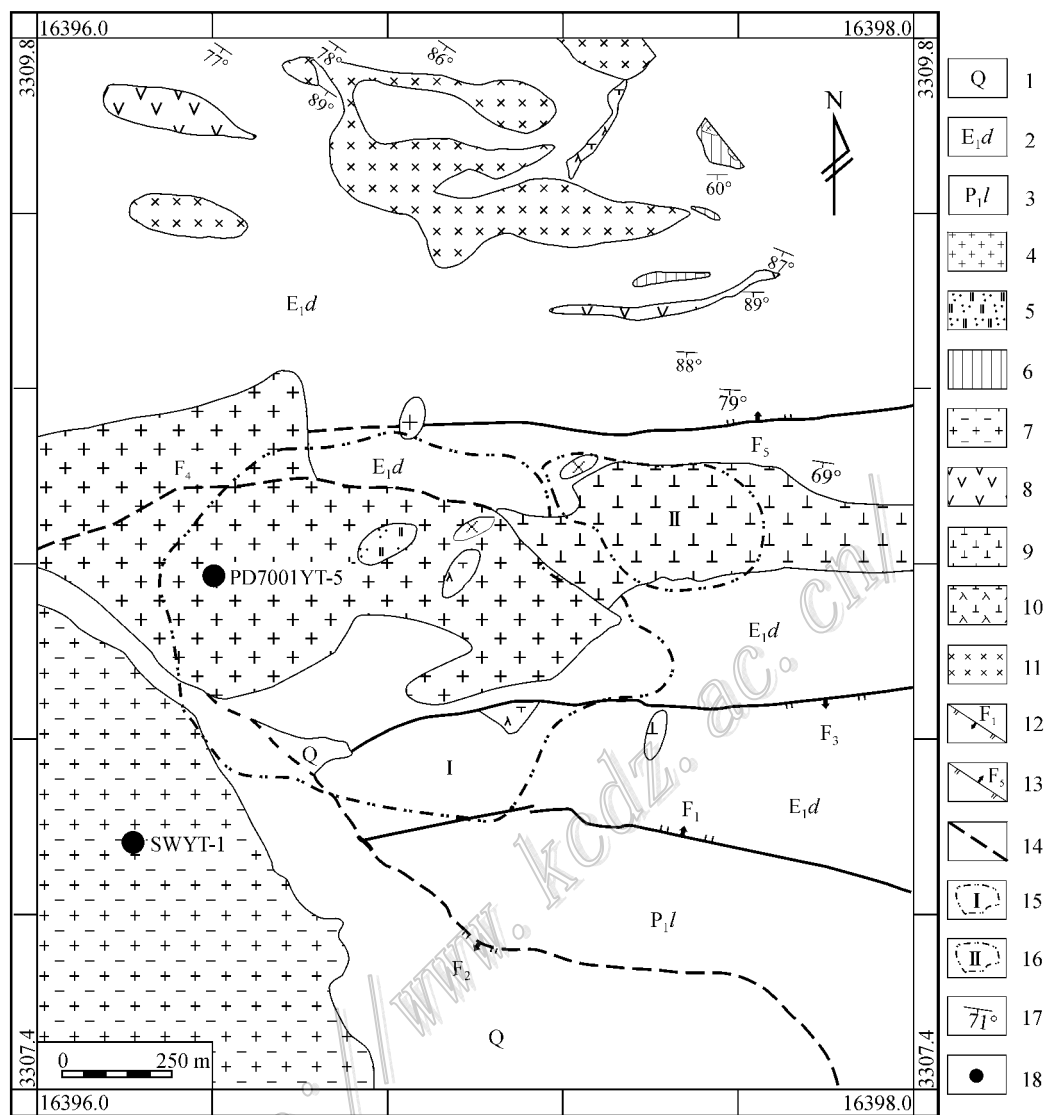 16396.0 16398.0
3309.8 3309.8
77° 78° 86°
89°
N
60°
87°
89°
E₁d
88°
79°
F₅
F₄ E₁d 69°
II
PD7001YT-5
E₁d
F₃
Q I
F₁ E₁d
SWYT-1
P₁l
F₂
Q
0 250 m
3307.4 3307.4
16396.0 16398.0
Q 1
E₁d 2
P₁l 3
4
5
6
7
8
9
10
11
F₁ 12
F₅ 13
14
I 15
II 16
71° 17
18
://www.kcdz.ac.cn/